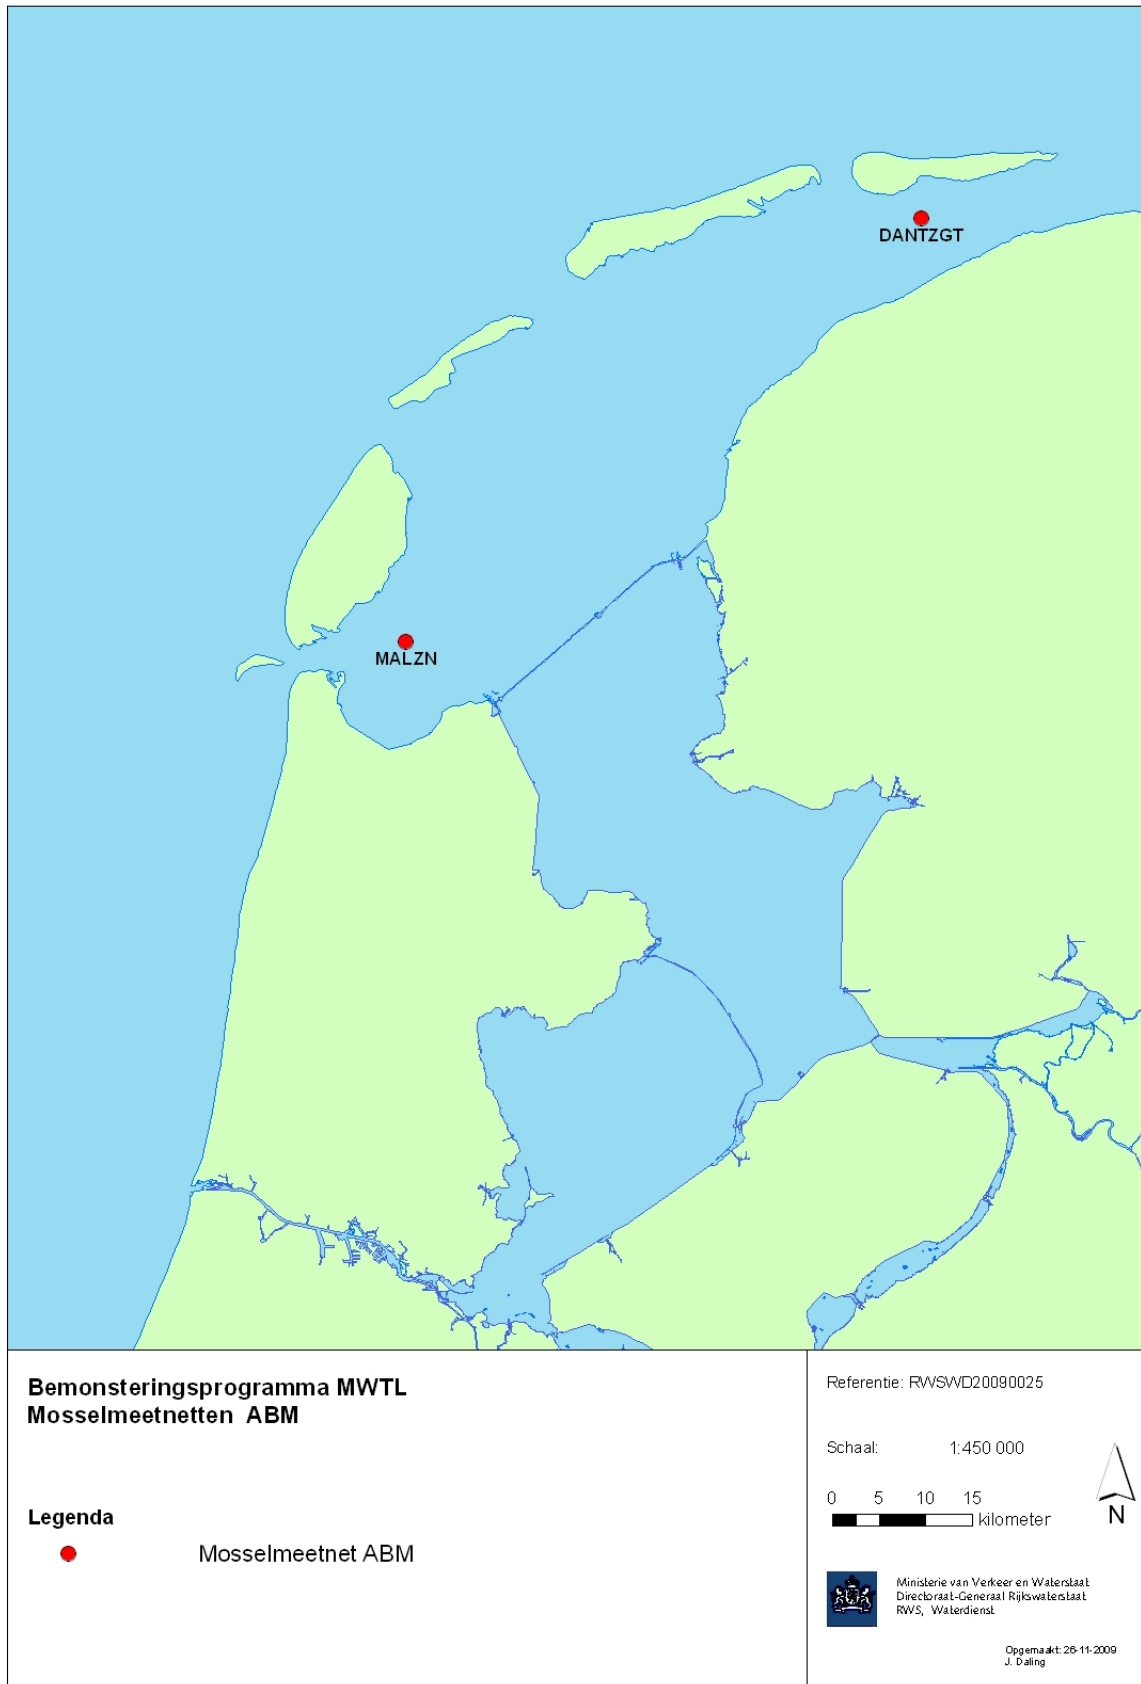 DANTZGT
MALZN
Bemonsteringsprogramma MWTL
Mosselmeetnetten ABM
Legenda
Mosselmeetnet ABM
Referentie: RWSWD20090025
Schaal: 1:450 000
0 5 10 15
kilometer
N
Ministerie van Verkeer en Waterstaat
Directoraat-Generaal Rijkswaterstaat
RWS, Waterdienst
Opgemaakt: 26-11-2009
J. Daling